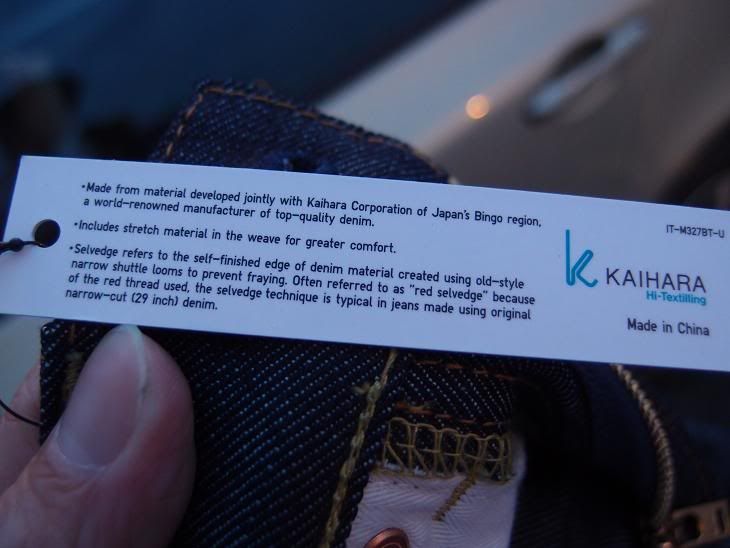 •Made from material developed jointly with Kaihara Corporation of Japan's Bingo region,
a world-renowned manufacturer of top-quality denim.
•Includes stretch material in the weave for greater comfort.
•Selvedge refers to the self-finished edge of denim material created using old-style
narrow shuttle looms to prevent fraying. Often referred to as "red selvedge" because
of the red thread used, the selvedge technique is typical in jeans made using original
narrow-cut (29 inch) denim.
IT-M327BT-U
k KAIHARA
Hi-Textilling
Made in China